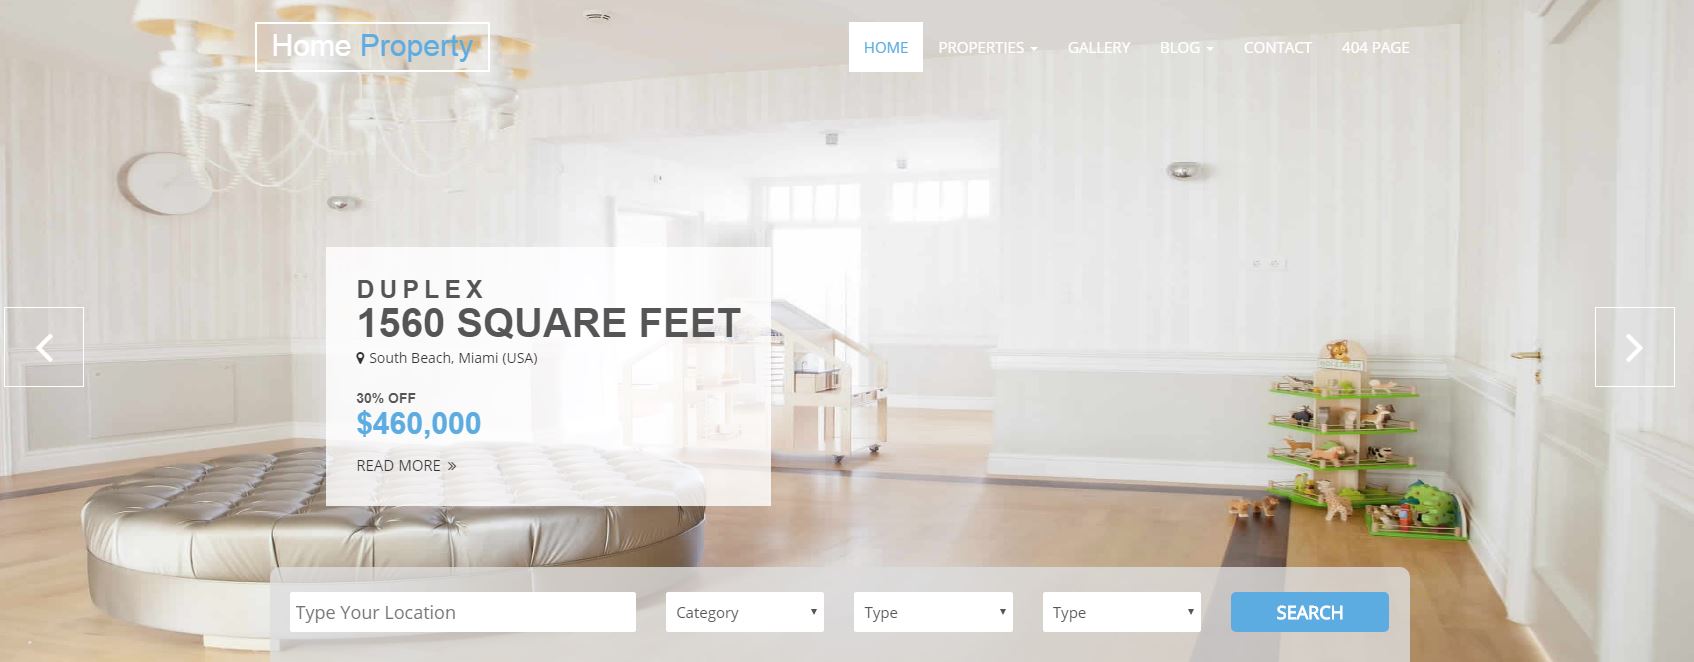 Home Property
HOME
PROPERTIES
GALLERY
BLOG
CONTACT
404 PAGE
DUPLEX
1560 SQUARE FEET
South Beach, Miami (USA)
30% OFF
$460,000
READ MORE »
Type Your Location
Category
Type
Type
SEARCH